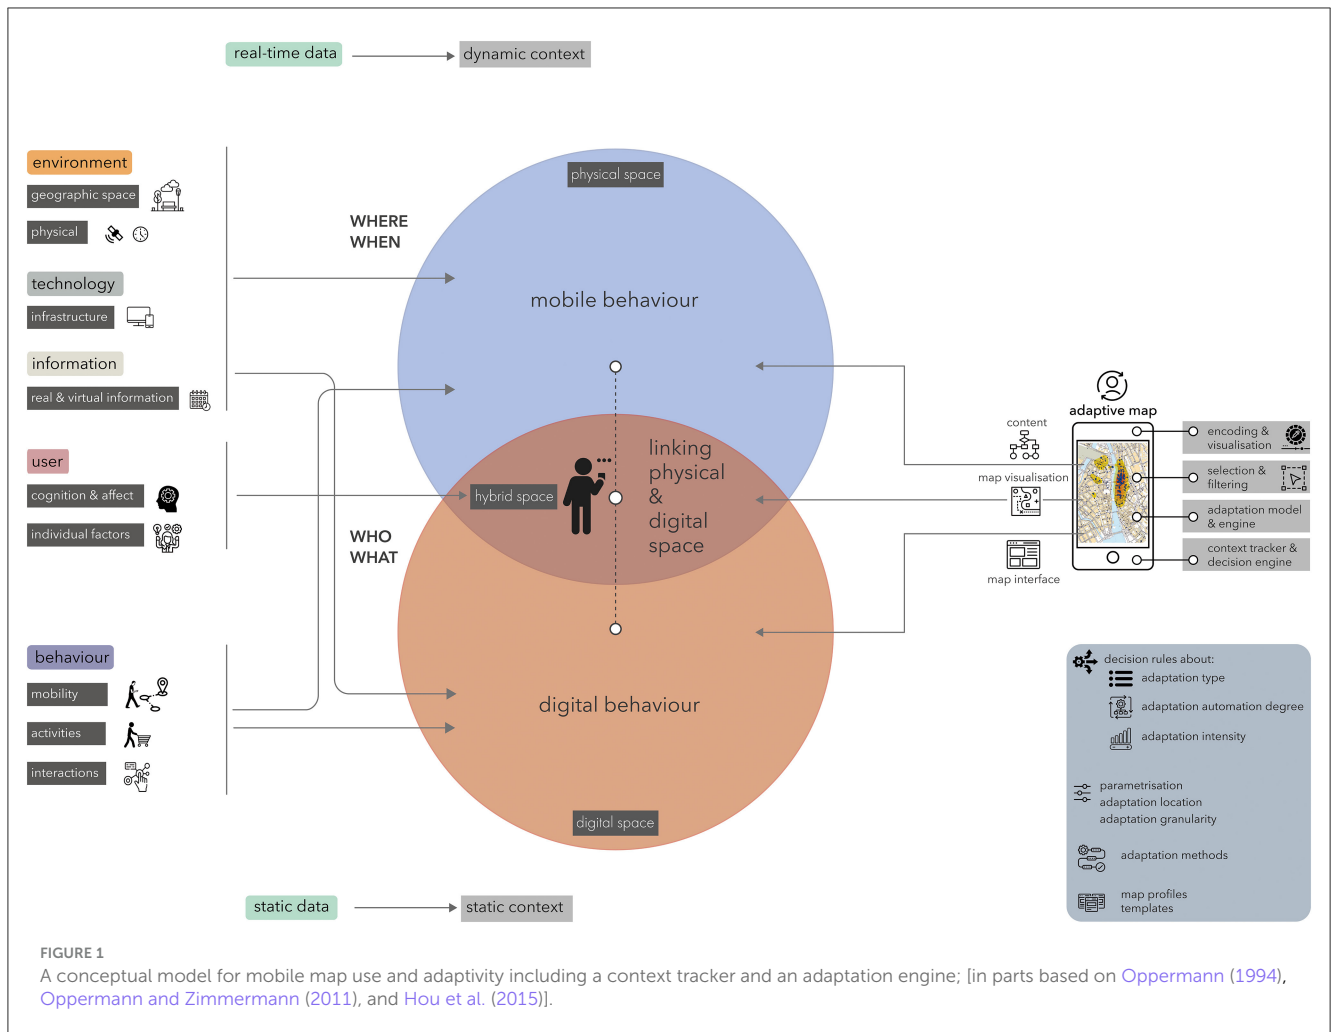 real-time data
dynamic context
environment
geographic space
physical
technology
infrastructure
information
real & virtual information
user
cognition & affect
individual factors
behaviour
mobility
activities
interactions
WHERE
WHEN
WHO
WHAT
physical space
mobile behaviour
hybrid space
linking
physical
&
digital
space
digital behaviour
digital space
static data
static context
content
map visualisation
map interface
adaptive map
encoding &
visualisation
selection &
filtering
adaptation model
& engine
context tracker &
decision engine
decision rules about:
adaptation type
adaptation automation degree
adaptation intensity
parametrisation
adaptation location
adaptation granularity
adaptation methods
map profiles
templates
FIGURE 1
A conceptual model for mobile map use and adaptivity including a context tracker and an adaptation engine; [in parts based on Oppermann (1994),
Oppermann and Zimmermann (2011), and Hou et al. (2015)].